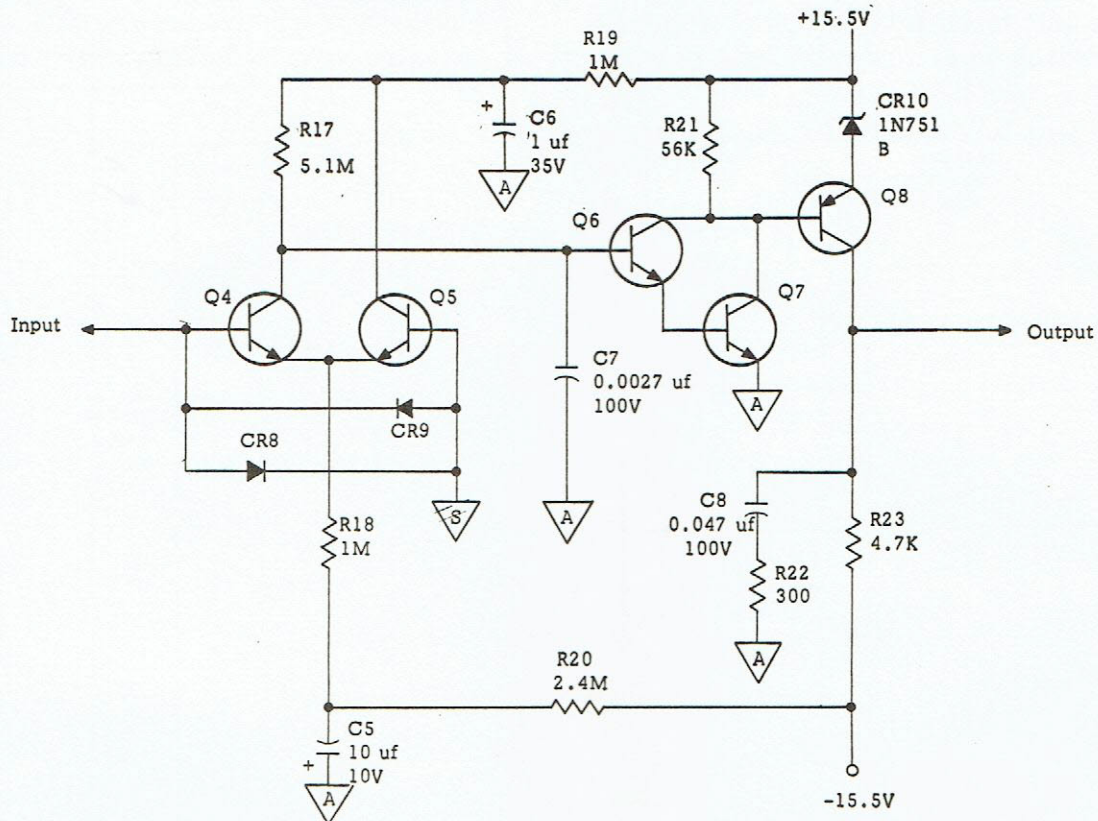 +15.5V
R19
1M
CR10
1N751
B
R17
5.1M
+
C6
1 uf
35V
A
R21
56K
Q8
Q6
Q4
Q5
Q7
Input
Output
C7
0.0027 uf
100V
A
CR9
CR8
S
A
R18
1M
C8
0.047 uf
100V
R23
4.7K
R22
300
A
R20
2.4M
C5
10 uf
10V
+
A
-15.5V